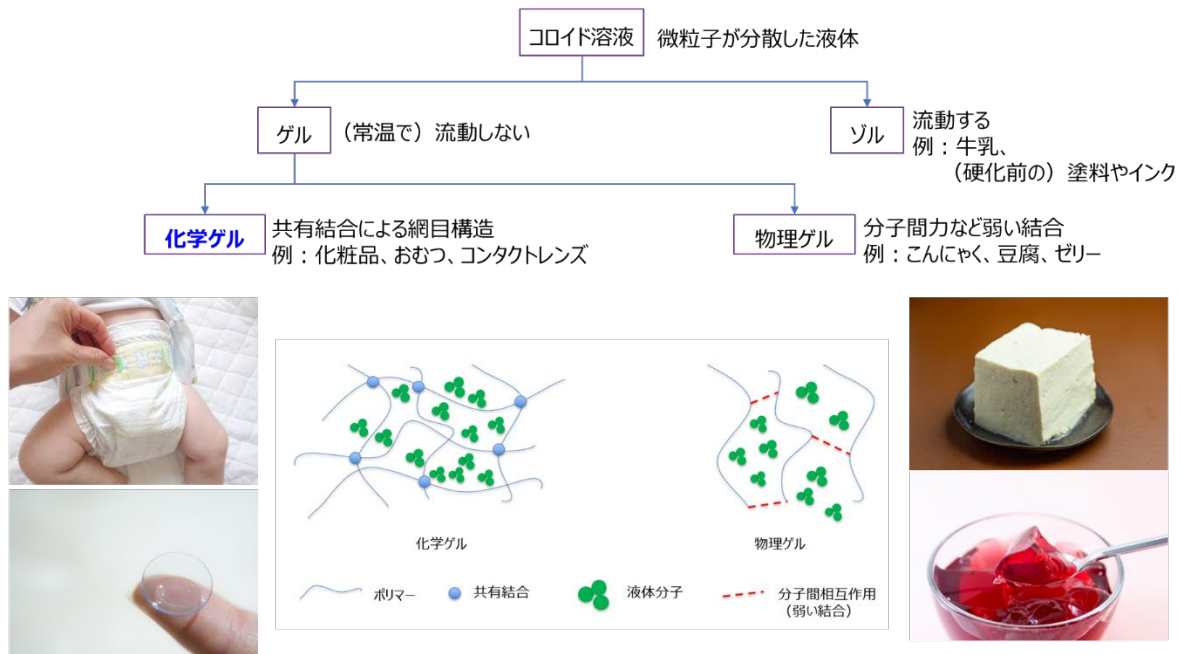 コロイド溶液 微粒子が分散した液体
ゲル (常温で)流動しない
ゾル 流動する
例:牛乳、
(硬化前の)塗料やインク
化学ゲル 共有結合による網目構造
例:化粧品、おむつ、コンタクトレンズ
物理ゲル 分子間力など弱い結合
例:こんにゃく、豆腐、ゼリー
化学ゲル
物理ゲル
ポリマー
共有結合
液体分子
分子間相互作用
(弱い結合)